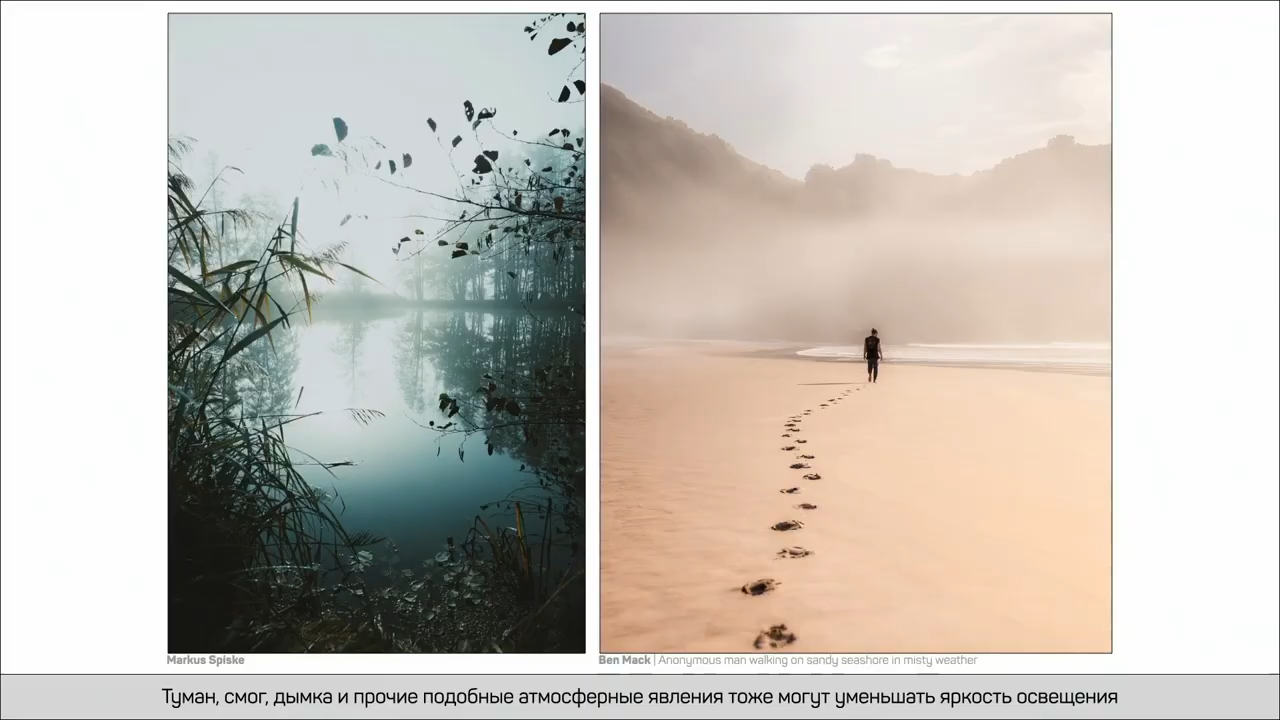 Markus Spiske
Ben Mack | Anonymous man walking on sandy seashore in misty weather
Туман, смог, дымка и прочие подобные атмосферные явления тоже могут уменьшать яркость освещения